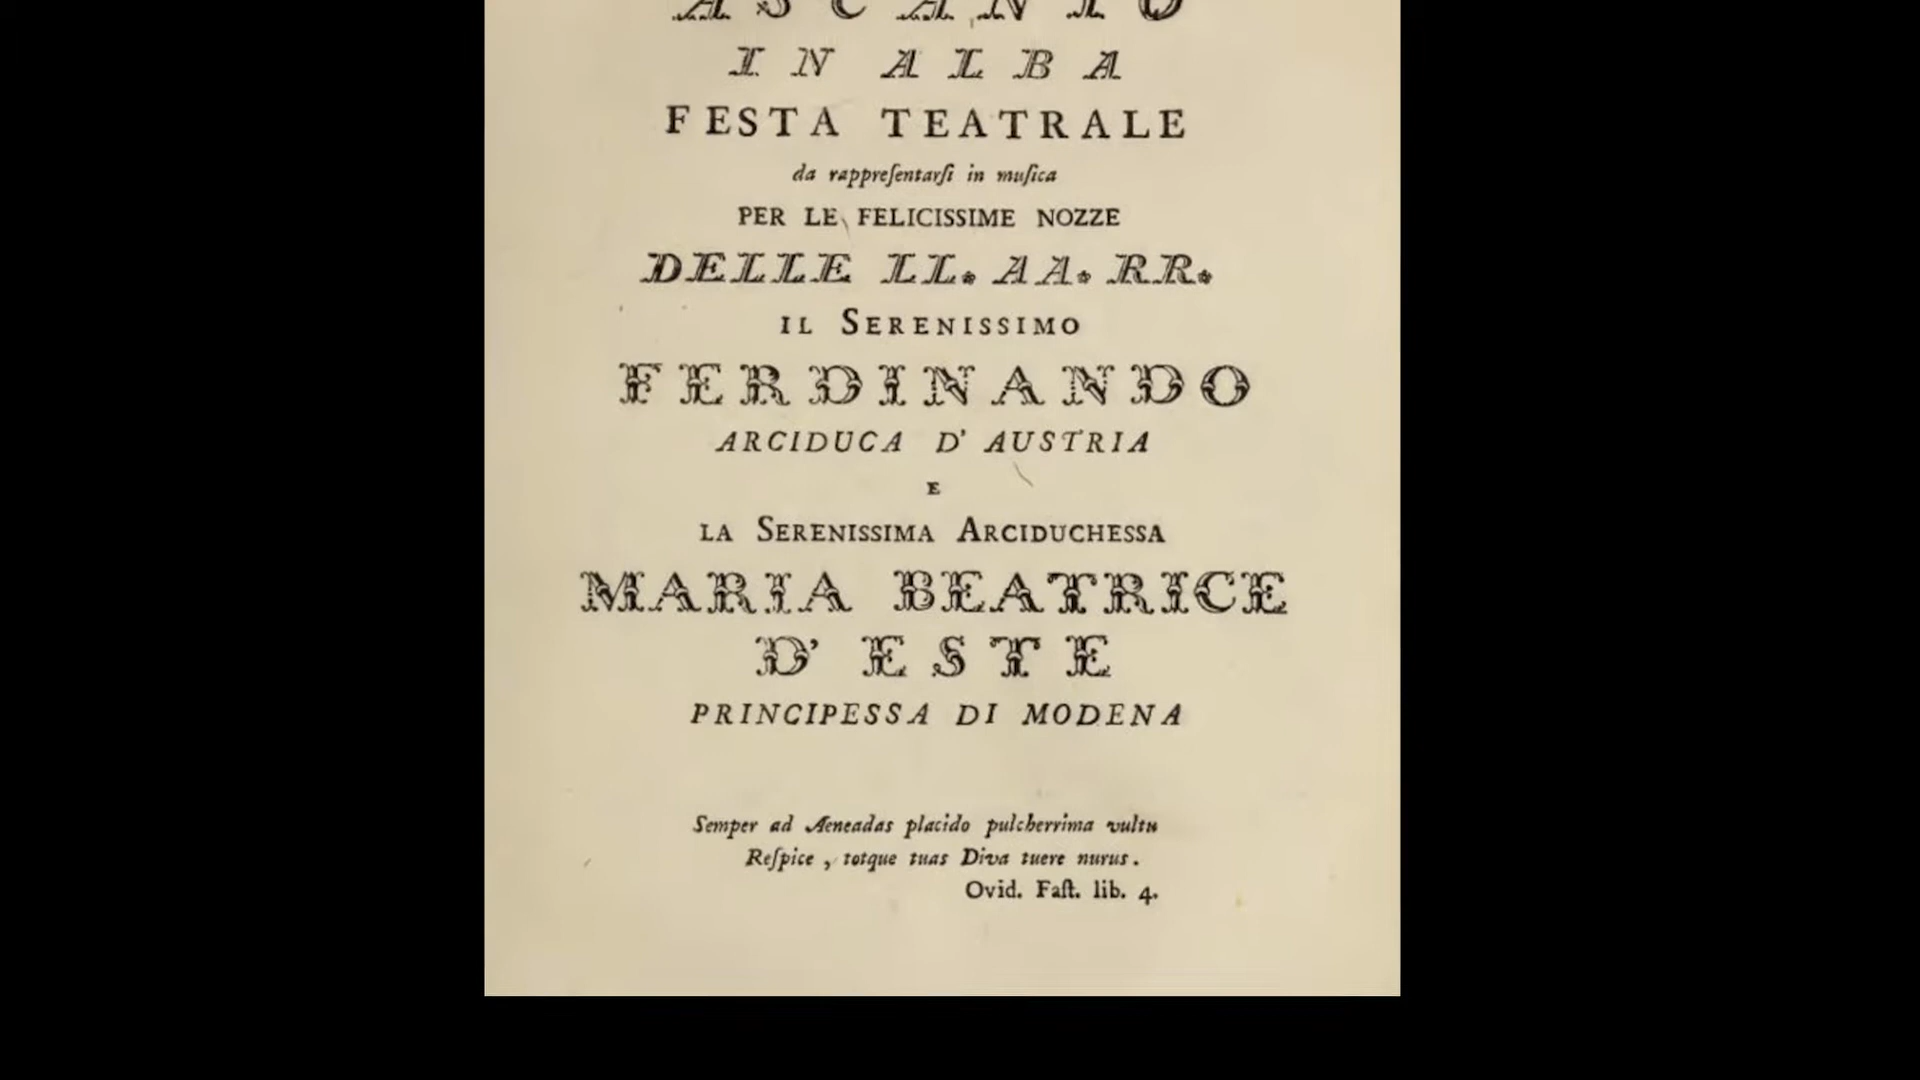 ASCANIO
IN ALBA
FESTA TEATRALE
da rappreſentarſi in muſica
PER LE FELICISSIME NOZZE
DELLE LL. AA. RR.
IL SERENISSIMO
FERDINANDO
ARCIDUCA D' AUSTRIA
E
LA SERENISSIMA ARCIDUCHESSA
MARIA BEATRICE
D' ESTE
PRINCIPESSA DI MODENA
Semper ad Æneadas placido pulcherrima vultu
Reſpice, totque tuas Diva tuere nurus.
Ovid. Faſt. lib. 4.